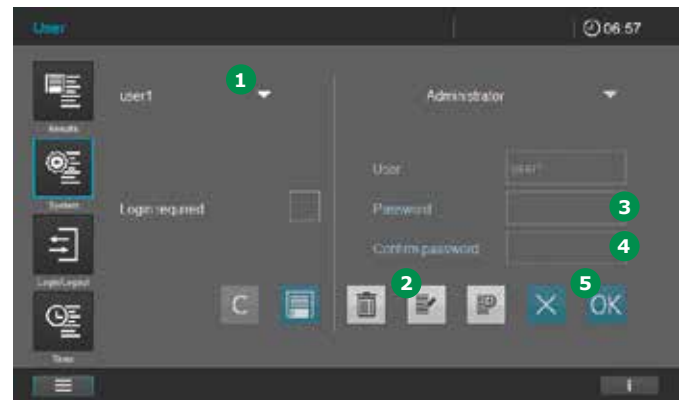 User
06:57
1
user1
Administrator
Results
User
user1
System
Login required
Password
3
Confirm password
4
Login/Logout
2
5
C
OK
Timer
i